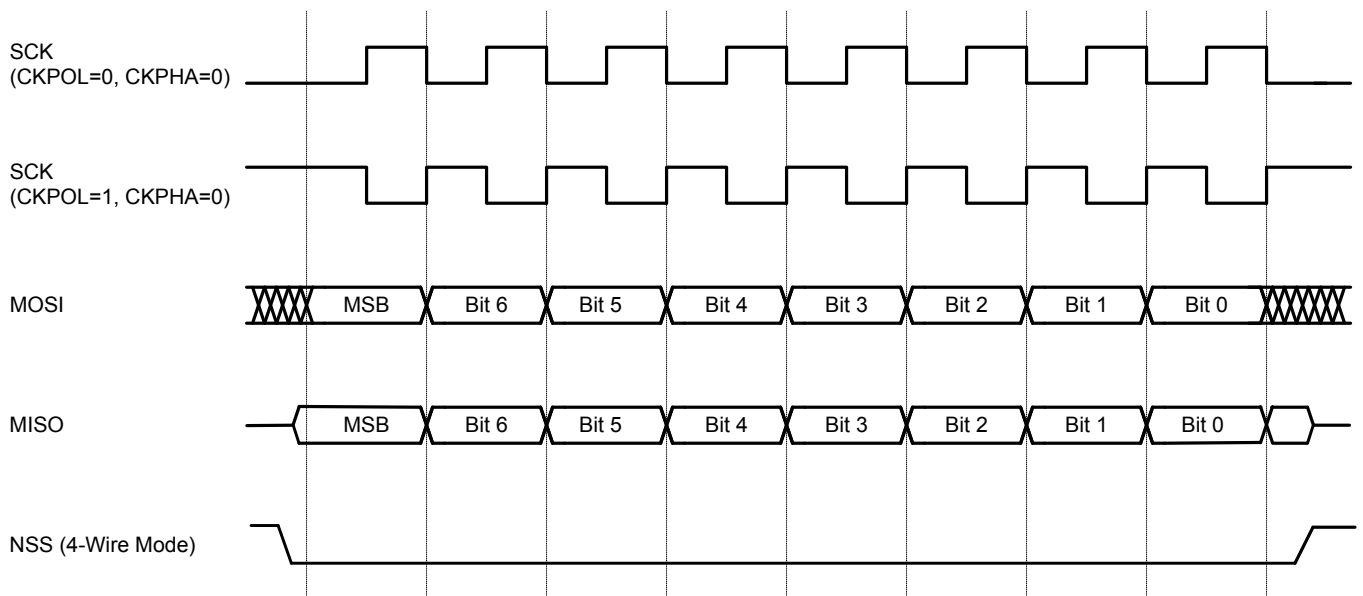 SCK
(CKPOL=0, CKPHA=0)
SCK
(CKPOL=1, CKPHA=0)
MOSI
MSB Bit 6 Bit 5 Bit 4 Bit 3 Bit 2 Bit 1 Bit 0
MISO
MSB Bit 6 Bit 5 Bit 4 Bit 3 Bit 2 Bit 1 Bit 0
NSS (4-Wire Mode)